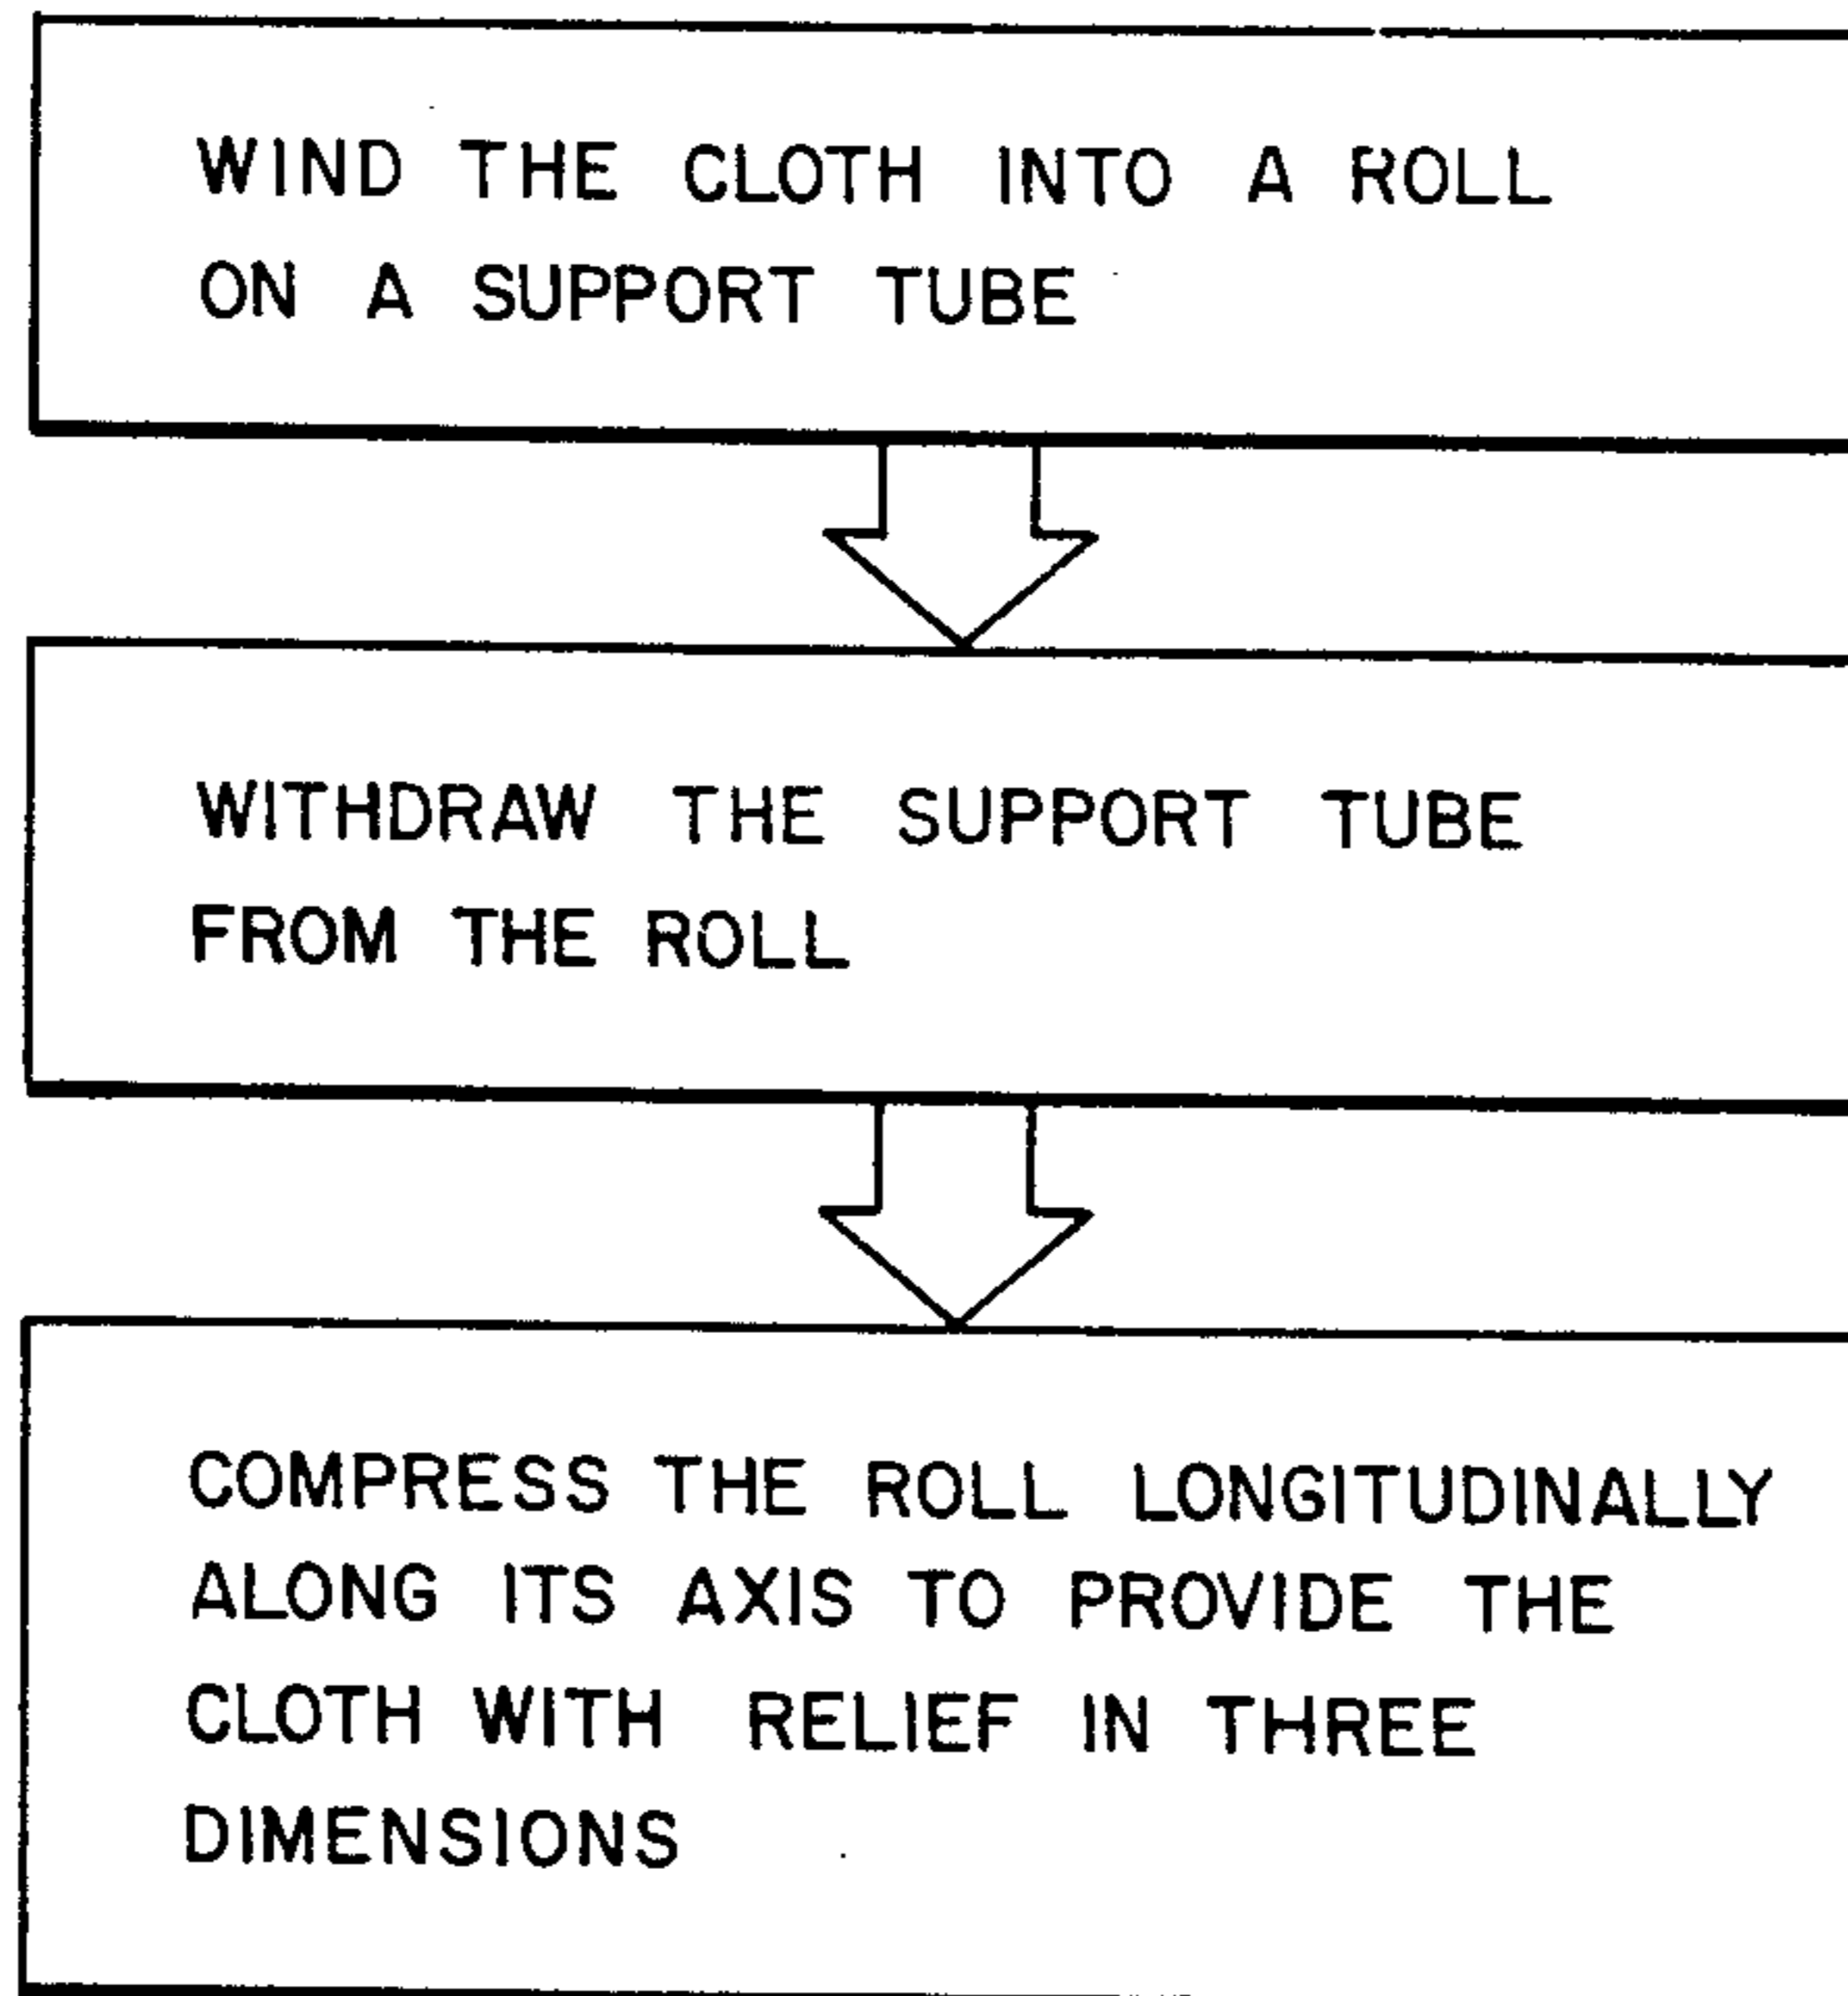 WIND THE CLOTH INTO A ROLL
ON A SUPPORT TUBE
WITHDRAW THE SUPPORT TUBE
FROM THE ROLL
COMPRESS THE ROLL LONGITUDINALLY
ALONG ITS AXIS TO PROVIDE THE
CLOTH WITH RELIEF IN THREE
DIMENSIONS